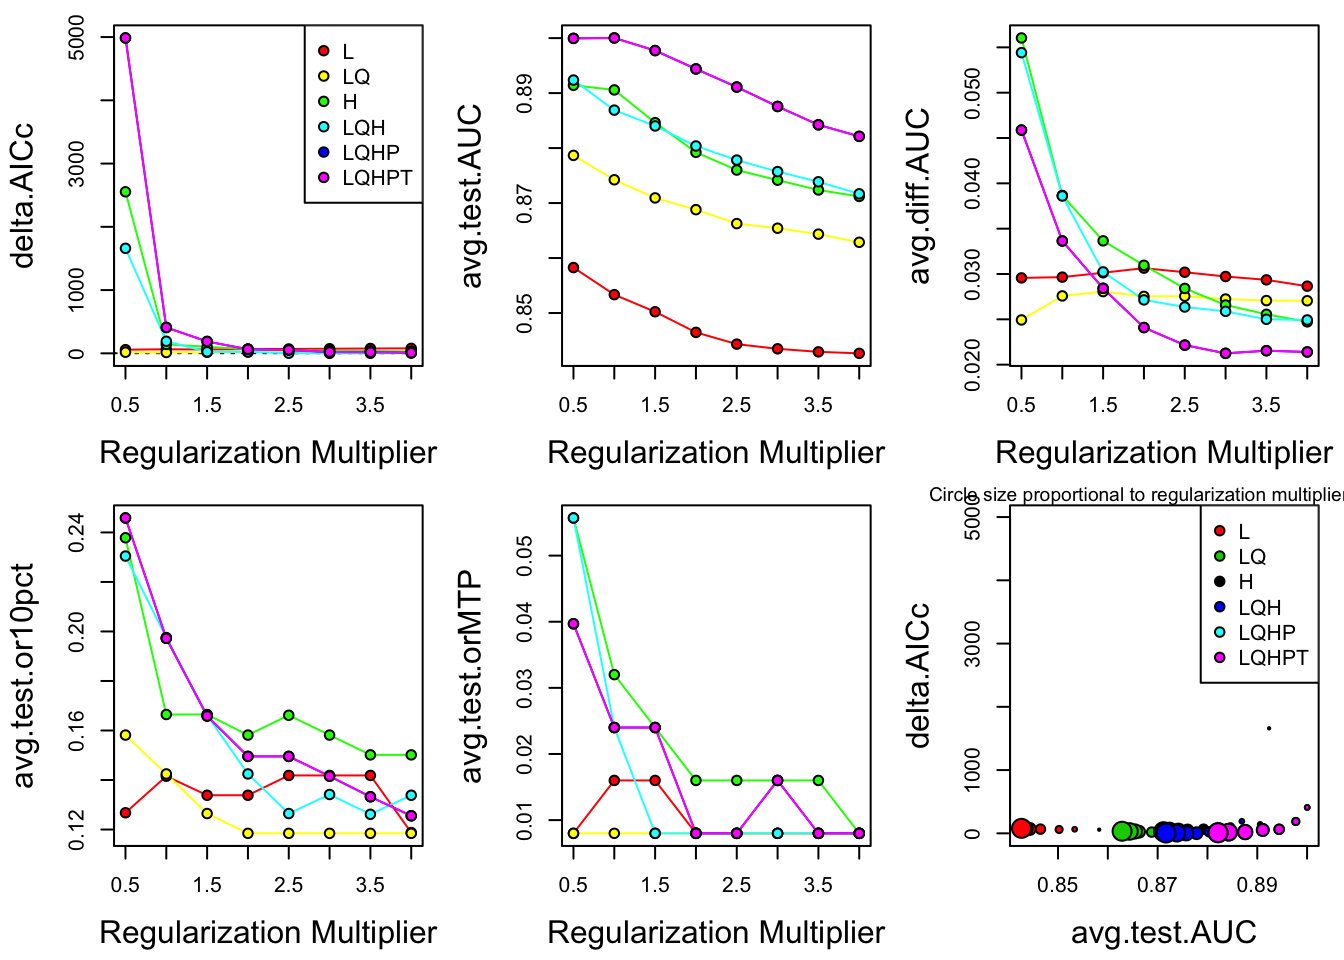 delta.AICc
0
1000
3000
5000
0.5
1.5
2.5
3.5
Regularization Multiplier
L
LQ
H
LQH
LQHP
LQHPT
avg.test.AUC
0.85
0.87
0.89
0.5
1.5
2.5
3.5
Regularization Multiplier
avg.diff.AUC
0.020
0.030
0.040
0.050
0.5
1.5
2.5
3.5
Regularization Multiplier
avg.test.or10pct
0.12
0.16
0.20
0.24
0.5
1.5
2.5
3.5
Regularization Multiplier
avg.test.orMTP
0.01
0.02
0.03
0.04
0.05
0.5
1.5
2.5
3.5
Regularization Multiplier
Circle size proportional to regularization multiplier
delta.AICc
0
1000
3000
5000
0.85
0.87
0.89
avg.test.AUC
L
LQ
H
LQH
LQHP
LQHPT